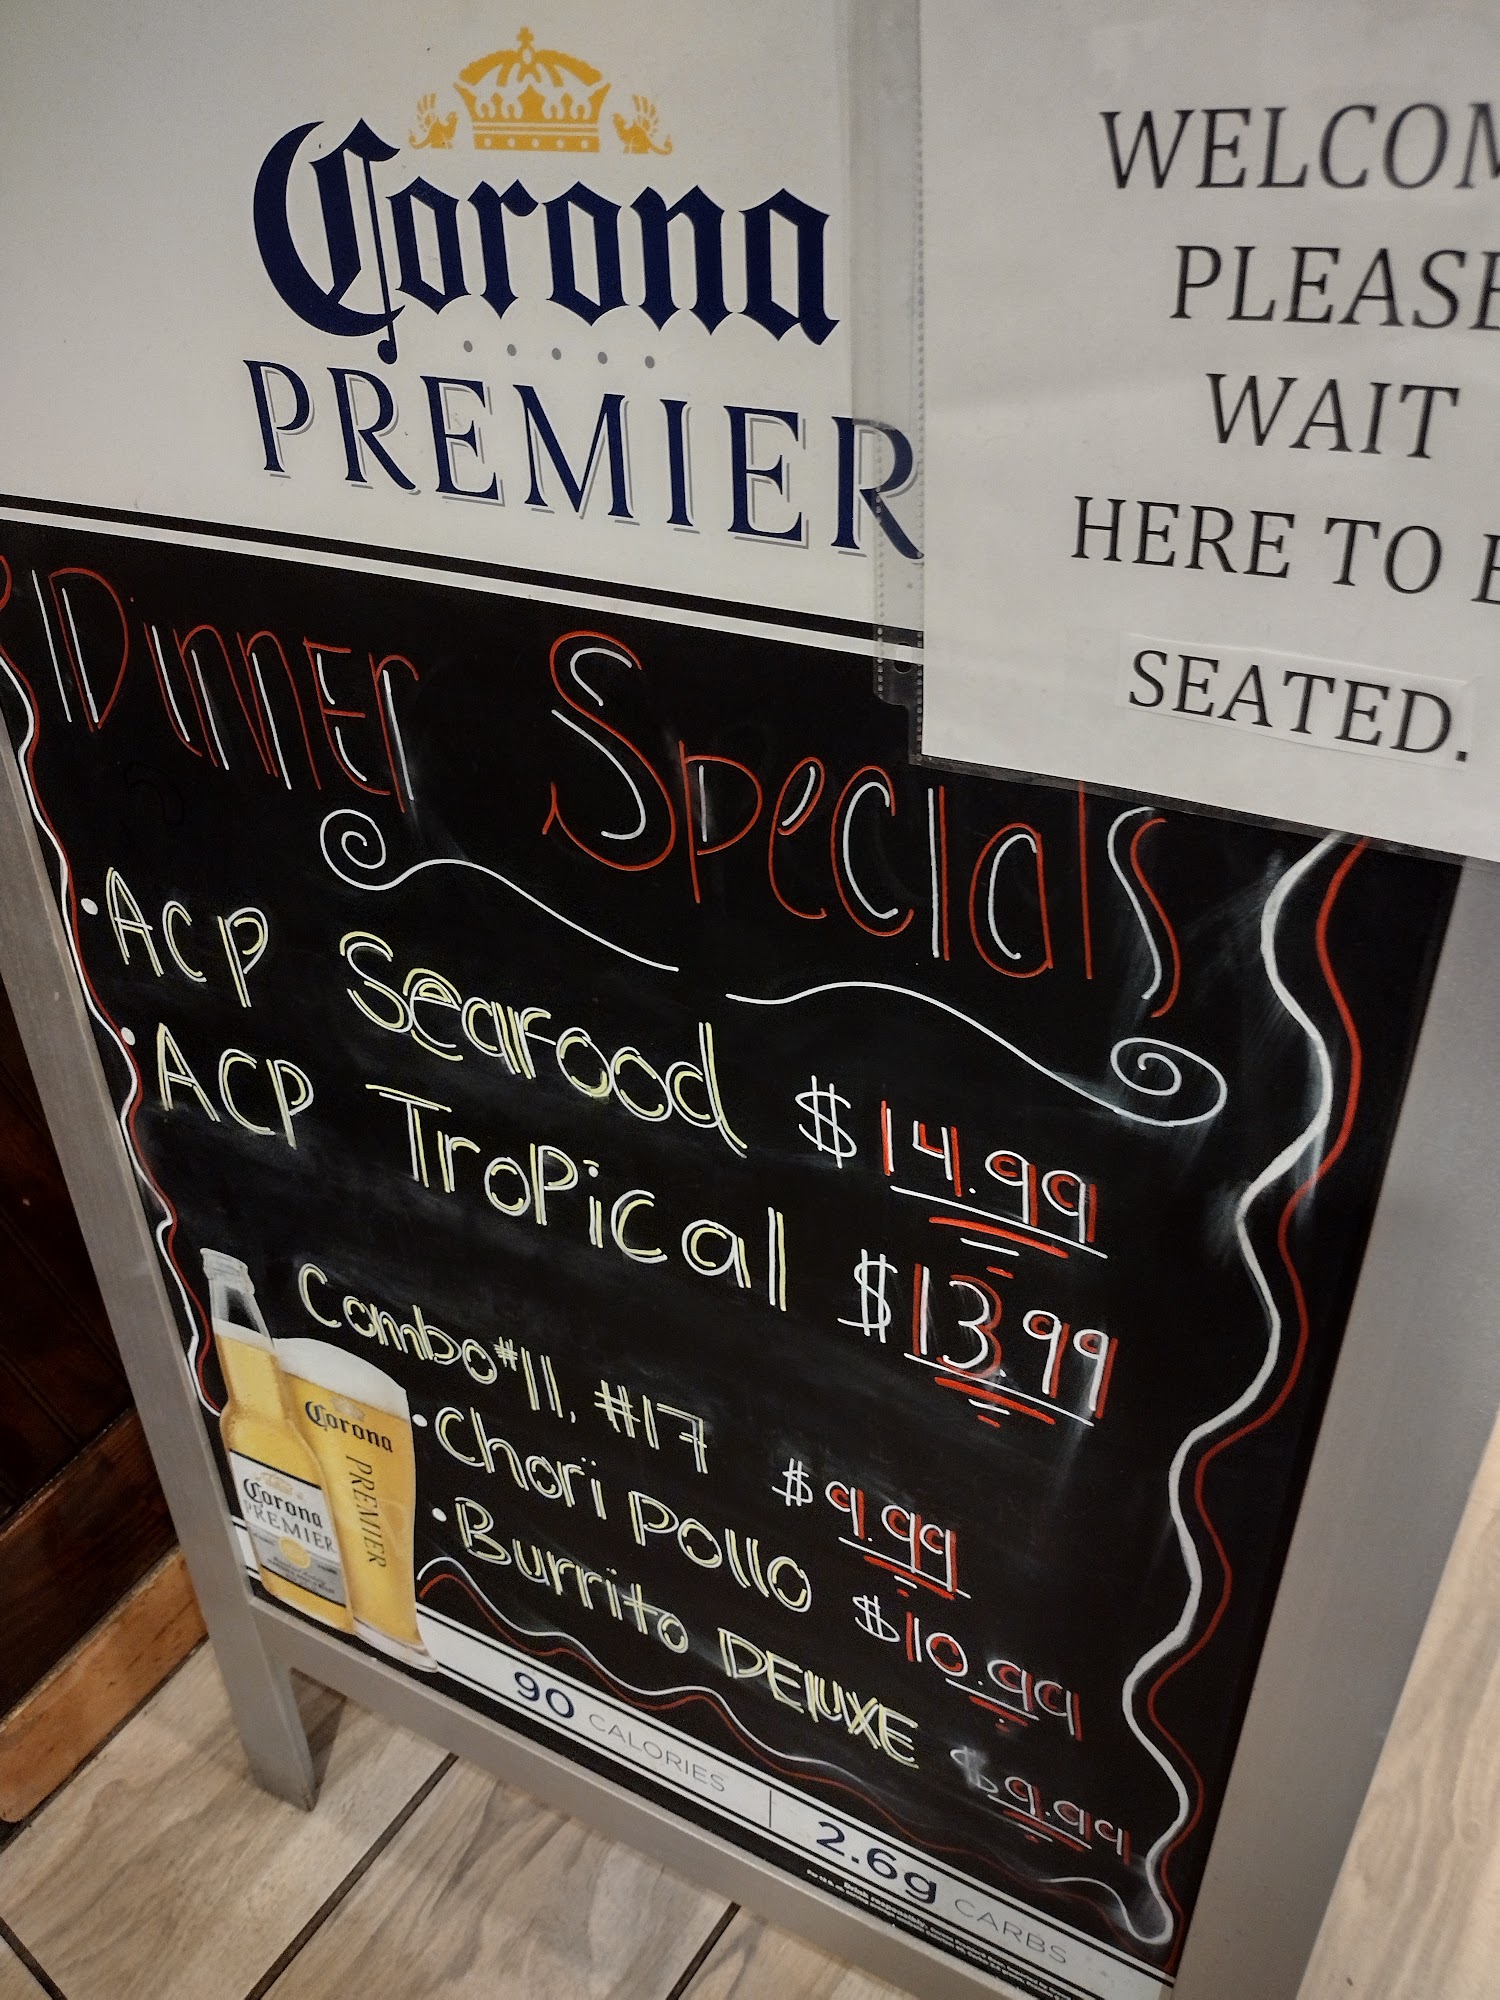 Corona
PREMIER
WELCOM
PLEASE
WAIT
HERE TO B
SEATED.
Dinner Specials
• ACP Seafood $14.99
• ACP Tropical $13.99
Combo #11, #17 $9.99
• Chori Pollo $10.99
• Burrito DEluXE $9.99
Corona
PREMIER
Corona
PREMIER
90 CALORIES | 2.6g CARBS